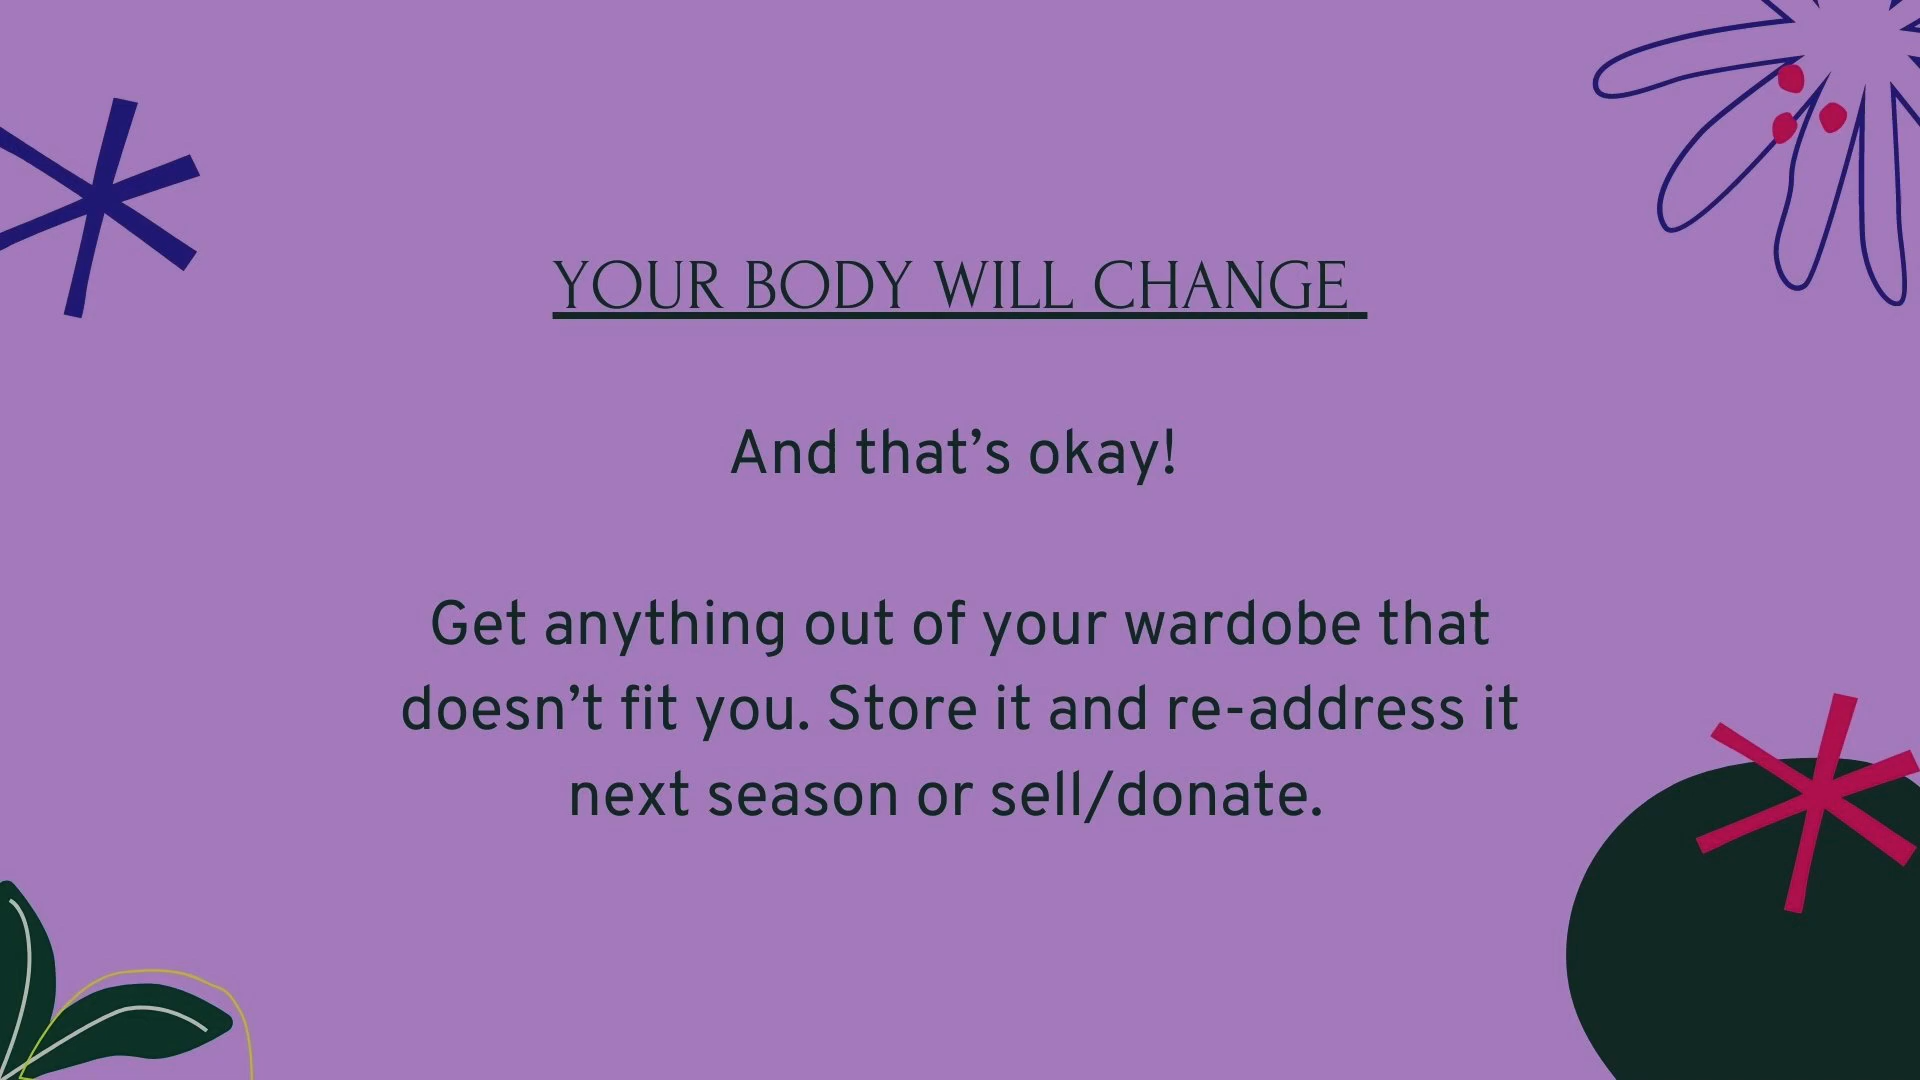 YOUR BODY WILL CHANGE
And that’s okay!
Get anything out of your wardobe that
doesn’t fit you. Store it and re-address it
next season or sell/donate.